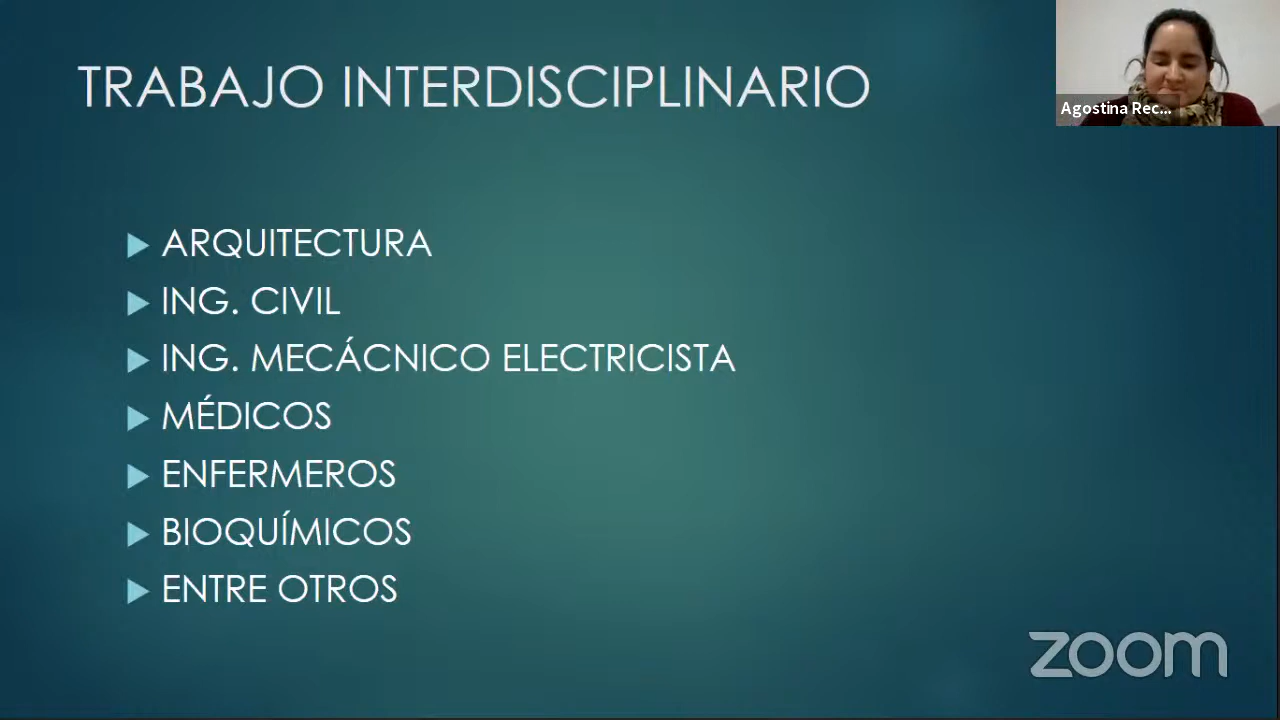 TRABAJO INTERDISCIPLINARIO
Agostina Rec...
ARQUITECTURA
ING. CIVIL
ING. MECÁCNICO ELECTRICISTA
MÉDICOS
ENFERMEROS
BIOQUÍMICOS
ENTRE OTROS
zoom